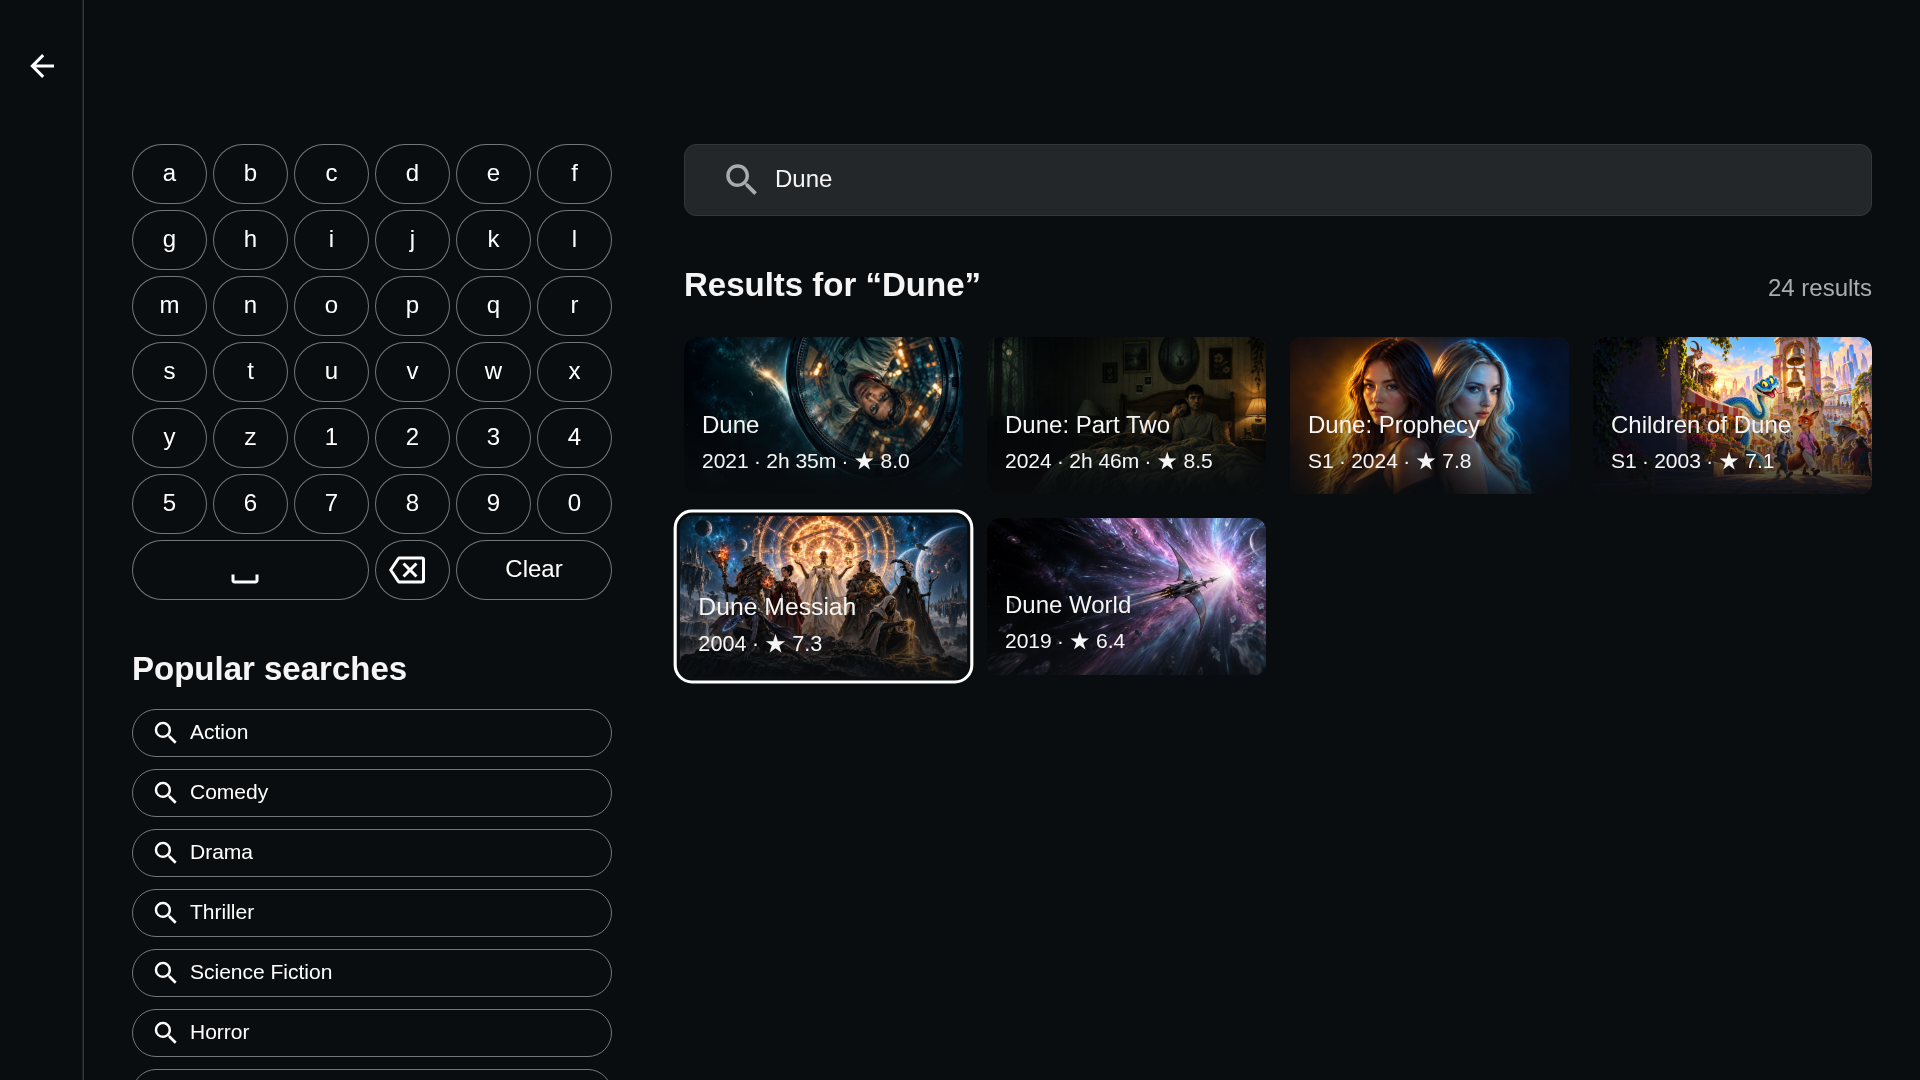 a b c d e f
g h i j k l
m n o p q r
s t u v w x
y z 1 2 3 4
5 6 7 8 9 0
Clear
Popular searches
Action
Comedy
Drama
Thriller
Science Fiction
Horror
Dune
Results for “Dune”
24 results
Dune
2021 · 2h 35m · ★ 8.0
Dune: Part Two
2024 · 2h 46m · ★ 8.5
Dune: Prophecy
S1 · 2024 · ★ 7.8
Children of Dune
S1 · 2003 · ★ 7.1
Dune Messiah
2004 · ★ 7.3
Dune World
2019 · ★ 6.4